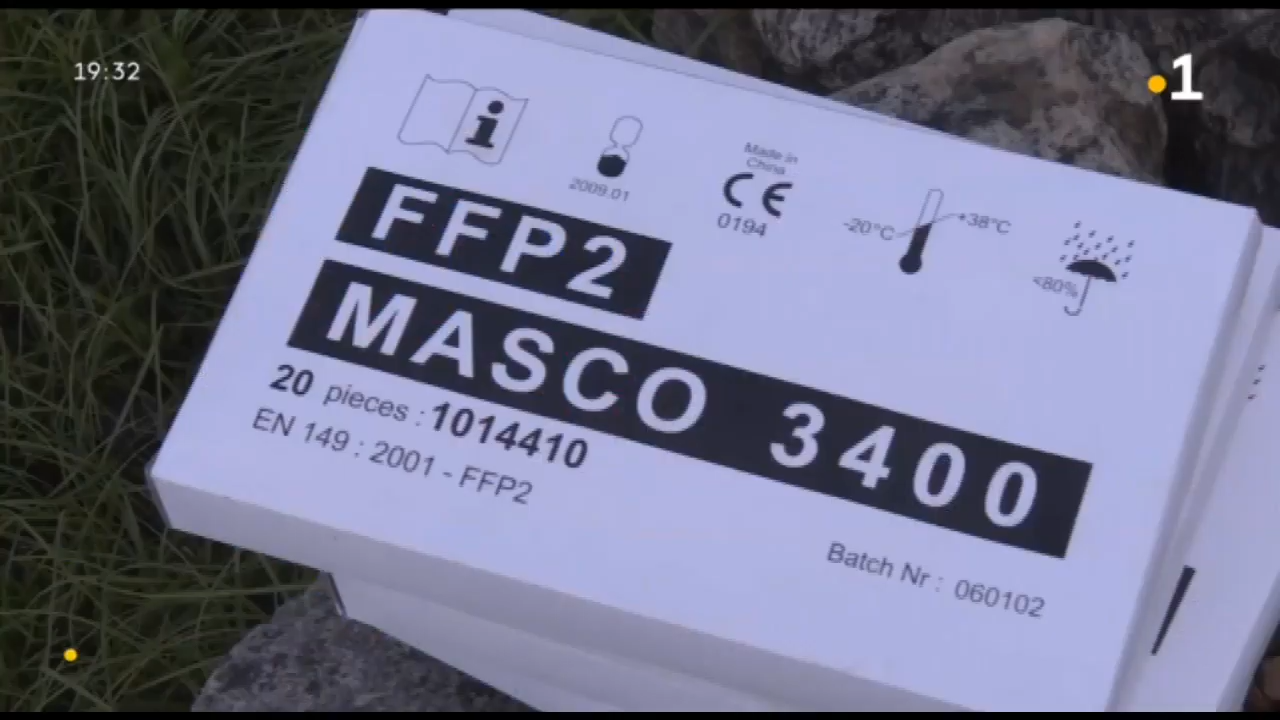 19:32
1
i
2009.01
Made in
China
CE
0194
-20°C
+38°C
<80%
FFP2
MASCO 3400
20 pieces : 1014410
EN 149 : 2001 - FFP2
Batch Nr : 060102